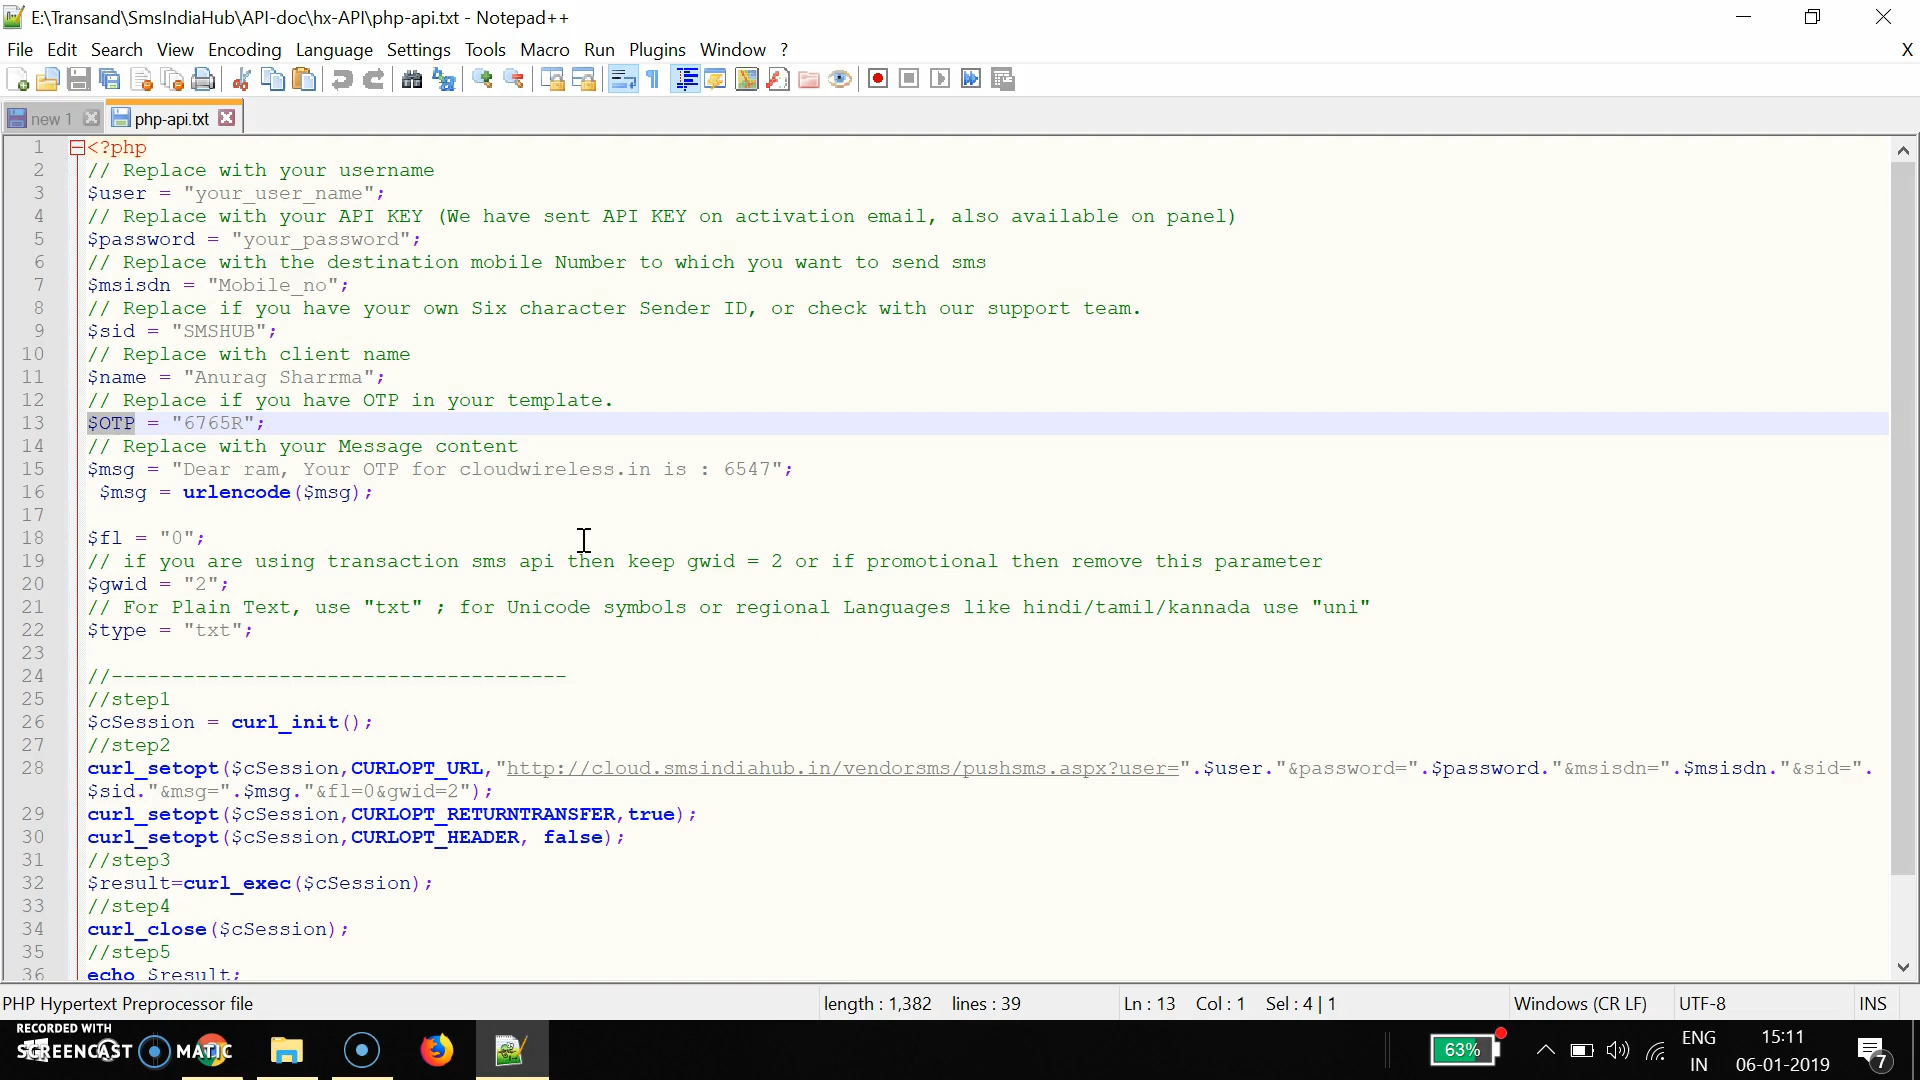 E:\Transand\SmsIndiaHub\API-doc\hx-API\php-api.txt - Notepad++
File Edit Search View Encoding Language Settings Tools Macro Run Plugins Window ? X
new 1 php-api.txt
1 <?php
2 // Replace with your username
3 $user = "your_user_name";
4 // Replace with your API KEY (We have sent API KEY on activation email, also available on panel)
5 $password = "your_password";
6 // Replace with the destination mobile Number to which you want to send sms
7 $msisdn = "Mobile_no";
8 // Replace if you have your own Six character Sender ID, or check with our support team.
9 $sid = "SMSHUB";
10 // Replace with client name
11 $name = "Anurag Sharrma";
12 // Replace if you have OTP in your template.
13 $OTP = "6765R";
14 // Replace with your Message content
15 $msg = "Dear ram, Your OTP for cloudwireless.in is : 6547";
16 $msg = urlencode($msg);
17
18 $fl = "0";
19 // if you are using transaction sms api then keep gwid = 2 or if promotional then remove this parameter
20 $gwid = "2";
21 // For Plain Text, use "txt" ; for Unicode symbols or regional Languages like hindi/tamil/kannada use "uni"
22 $type = "txt";
23
24 //--------------------------------------
25 //step1
26 $cSession = curl_init();
27 //step2
28 curl_setopt($cSession,CURLOPT_URL,"http://cloud.smsindiahub.in/vendorsms/pushsms.aspx?user=".$user."&password=".$password."&msisdn=".$msisdn."&sid=".
$sid."&msg=".$msg."&fl=0&gwid=2");
29 curl_setopt($cSession,CURLOPT_RETURNTRANSFER,true);
30 curl_setopt($cSession,CURLOPT_HEADER, false);
31 //step3
32 $result=curl_exec($cSession);
33 //step4
34 curl_close($cSession);
35 //step5
36 echo $result;
PHP Hypertext Preprocessor file length : 1,382 lines : 39 Ln : 13 Col : 1 Sel : 4 | 1 Windows (CR LF) UTF-8 INS
RECORDED WITH
SCREENCAST MATIC
63% ENG 15:11
IN 06-01-2019 7